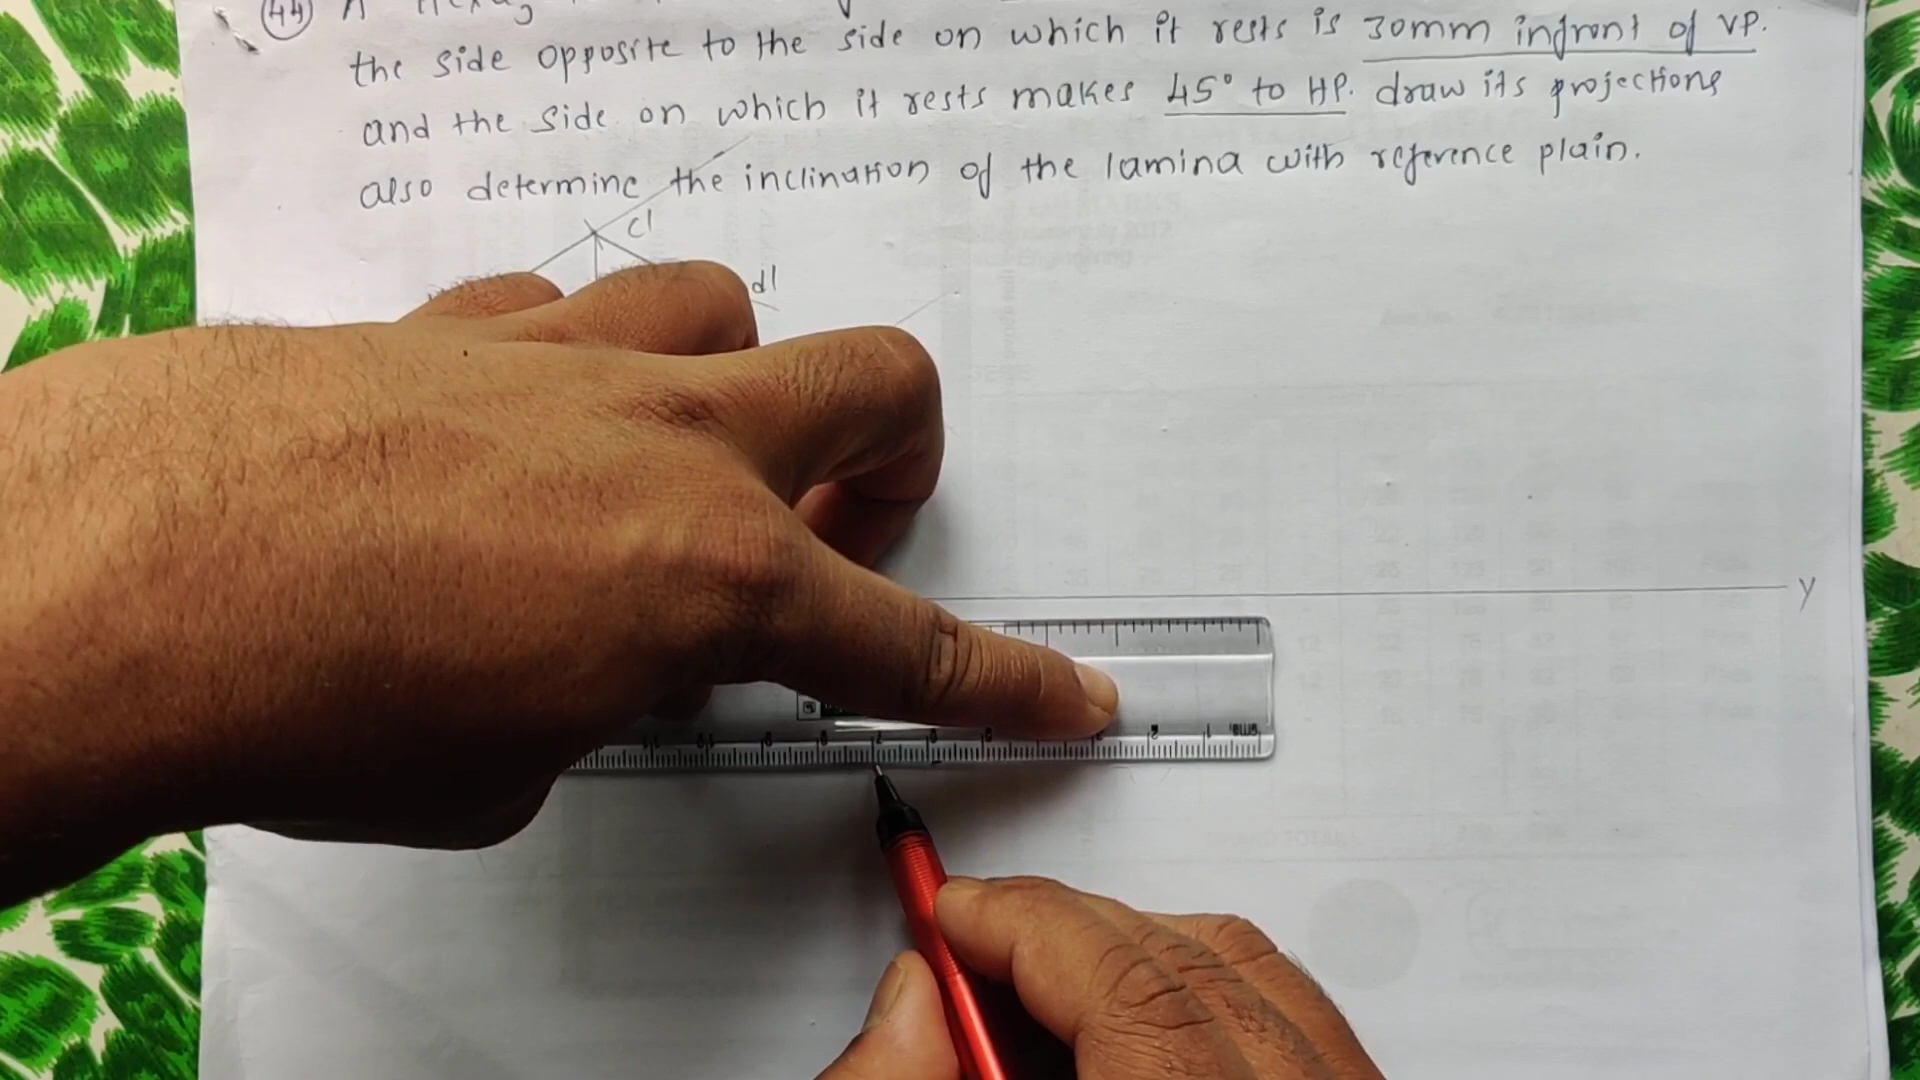 44 A
the side opposite to the side on which it rests is 30mm infront of VP.
and the side on which it rests makes 45° to HP. draw its projections
also determine the inclination of the lamina with reference plain.
c1
d1
y